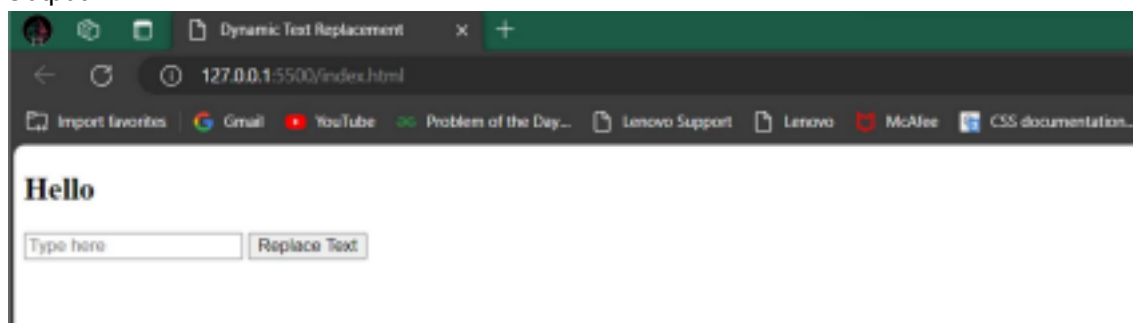 Dynamic Text Replacement
127.0.0.1:5500/index.html
Import favorites Gmail YouTube Problem of the Day... Lenovo Support Lenovo McAfee CSS documentation...
Hello
Type here Replace Text